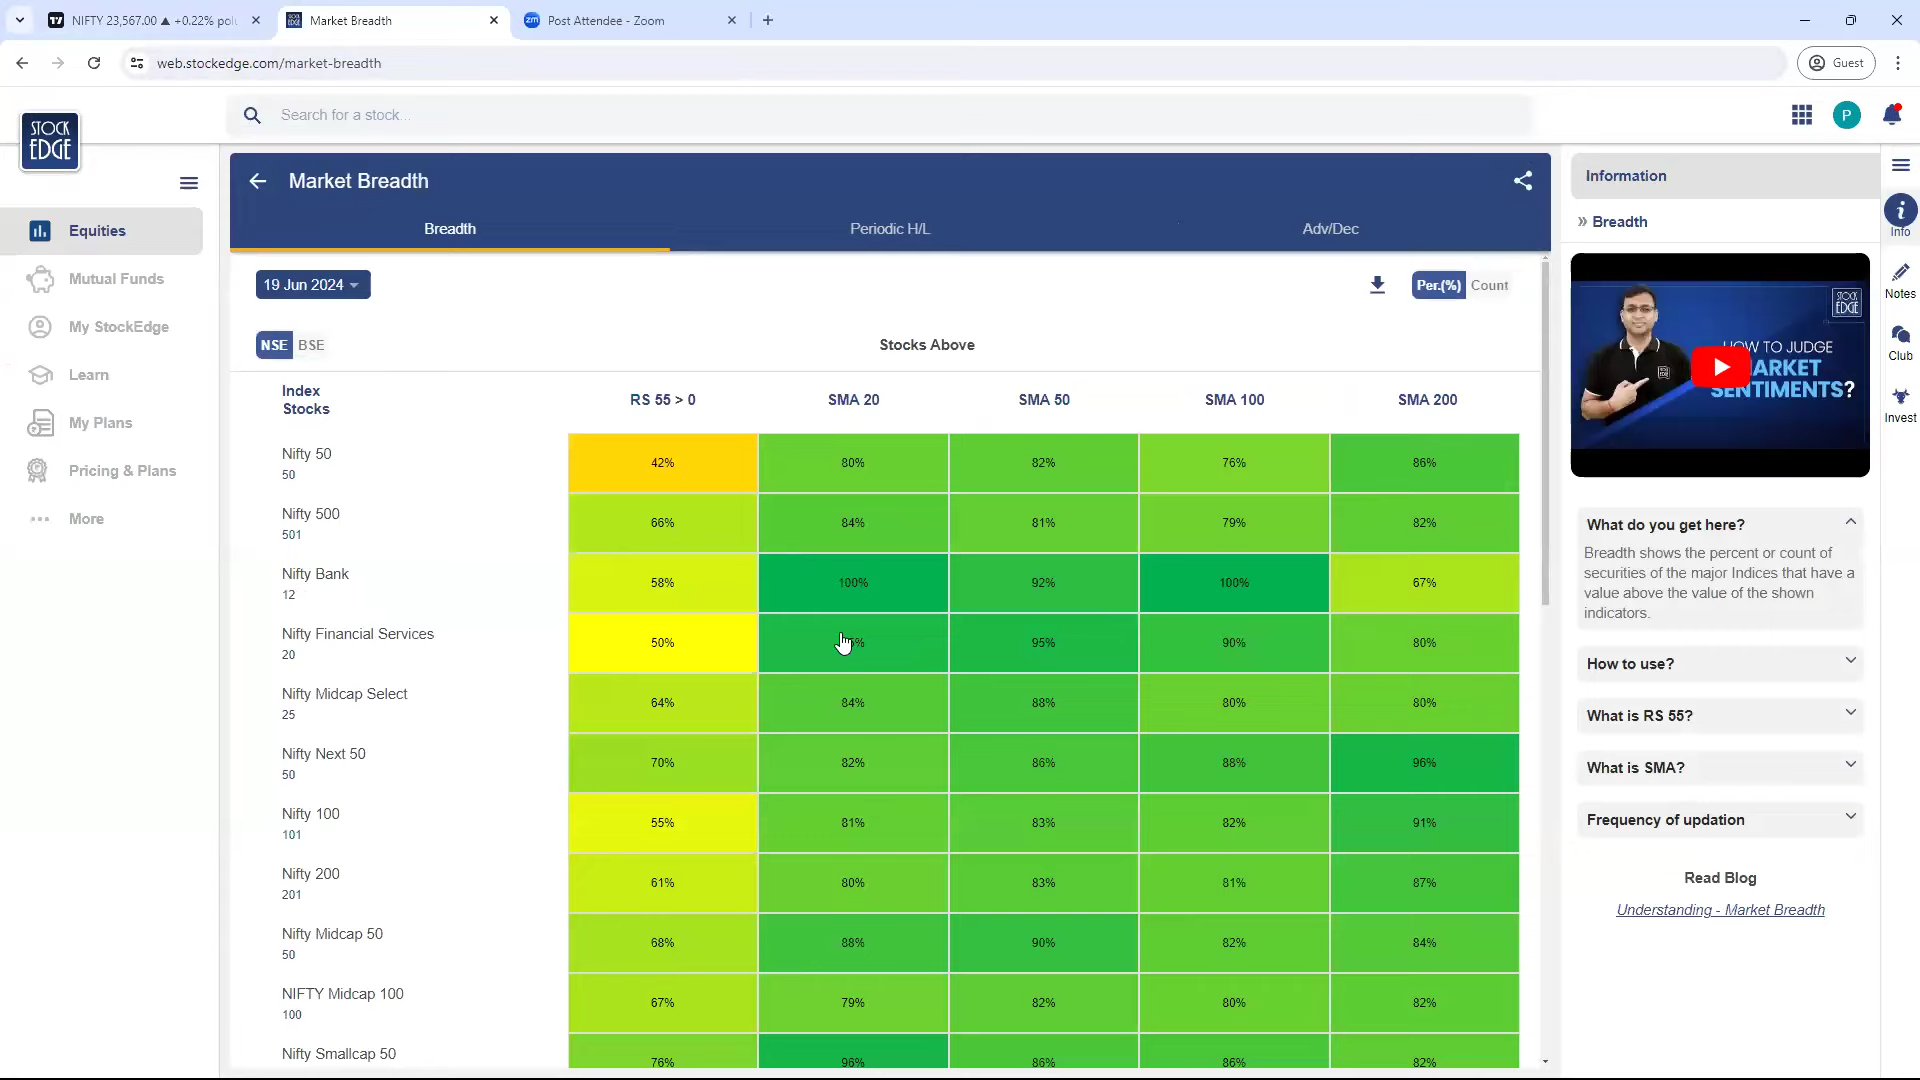 NIFTY 23,567.00 ▲ +0.22%
Market Breadth
Post Attendee - Zoom
web.stockedge.com/market-breadth
Guest
STOCK
EDGE
Search for a stock...
P
Equities
Mutual Funds
My StockEdge
Learn
My Plans
Pricing & Plans
More
Market Breadth
Breadth
Periodic H/L
Adv/Dec
19 Jun 2024
Per.(%) Count
NSE BSE
Stocks Above
Index
Stocks
RS 55 > 0 SMA 20 SMA 50 SMA 100 SMA 200
Nifty 50
50
42% 80% 82% 76% 86%
Nifty 500
501
66% 84% 81% 79% 82%
Nifty Bank
12
58% 100% 92% 100% 67%
Nifty Financial Services
20
50% 95% 90% 80%
Nifty Midcap Select
25
64% 84% 88% 80% 80%
Nifty Next 50
50
70% 82% 86% 88% 96%
Nifty 100
101
55% 81% 83% 82% 91%
Nifty 200
201
61% 80% 83% 81% 87%
Nifty Midcap 50
50
68% 88% 90% 82% 84%
NIFTY Midcap 100
100
67% 79% 82% 80% 82%
Nifty Smallcap 50
76% 96% 86% 86% 82%
Information
» Breadth
STOCK
EDGE
HOW TO JUDGE
SENTIMENTS?
What do you get here?
Breadth shows the percent or count of
securities of the major Indices that have a
value above the value of the shown
indicators.
How to use?
What is RS 55?
What is SMA?
Frequency of updation
Read Blog
Understanding - Market Breadth
Info
Notes
Club
Invest